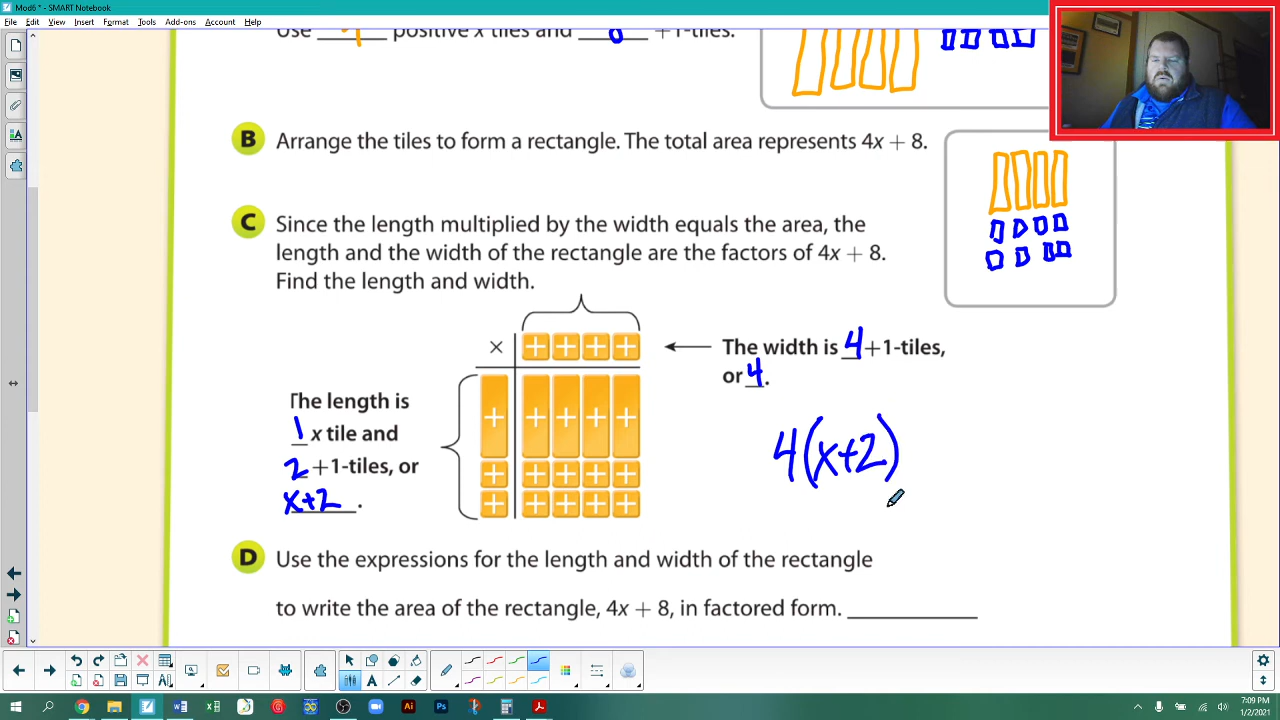 Mod6 * - SMART Notebook
File Edit View Insert Format Tools Add-ons Account Help
Use 4 positive x tiles and 8 +1-tiles.
B Arrange the tiles to form a rectangle. The total area represents 4x + 8.
C Since the length multiplied by the width equals the area, the
length and the width of the rectangle are the factors of 4x + 8.
Find the length and width.
× + + + +
The width is 4 +1-tiles,
or 4.
The length is
1 x tile and
2 +1-tiles, or
x+2.
+ + + + +
+ + + + +
+ + + + +
4(x+2)
D Use the expressions for the length and width of the rectangle
to write the area of the rectangle, 4x + 8, in factored form. __________
7:09 PM
1/2/2021